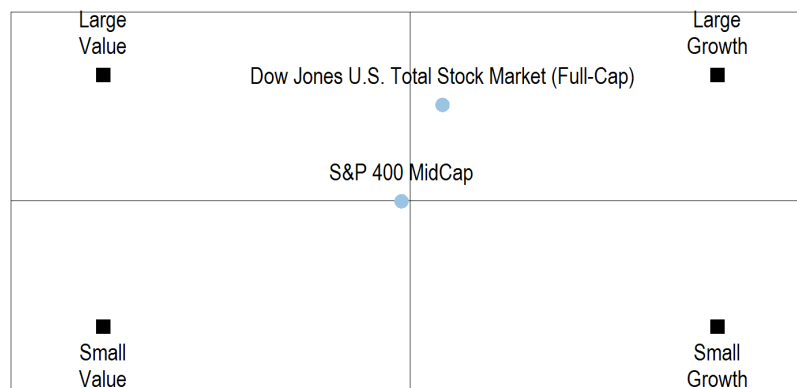 Large
Value
Large
Growth
Dow Jones U.S. Total Stock Market (Full-Cap)
S&P 400 MidCap
Small
Value
Small
Growth